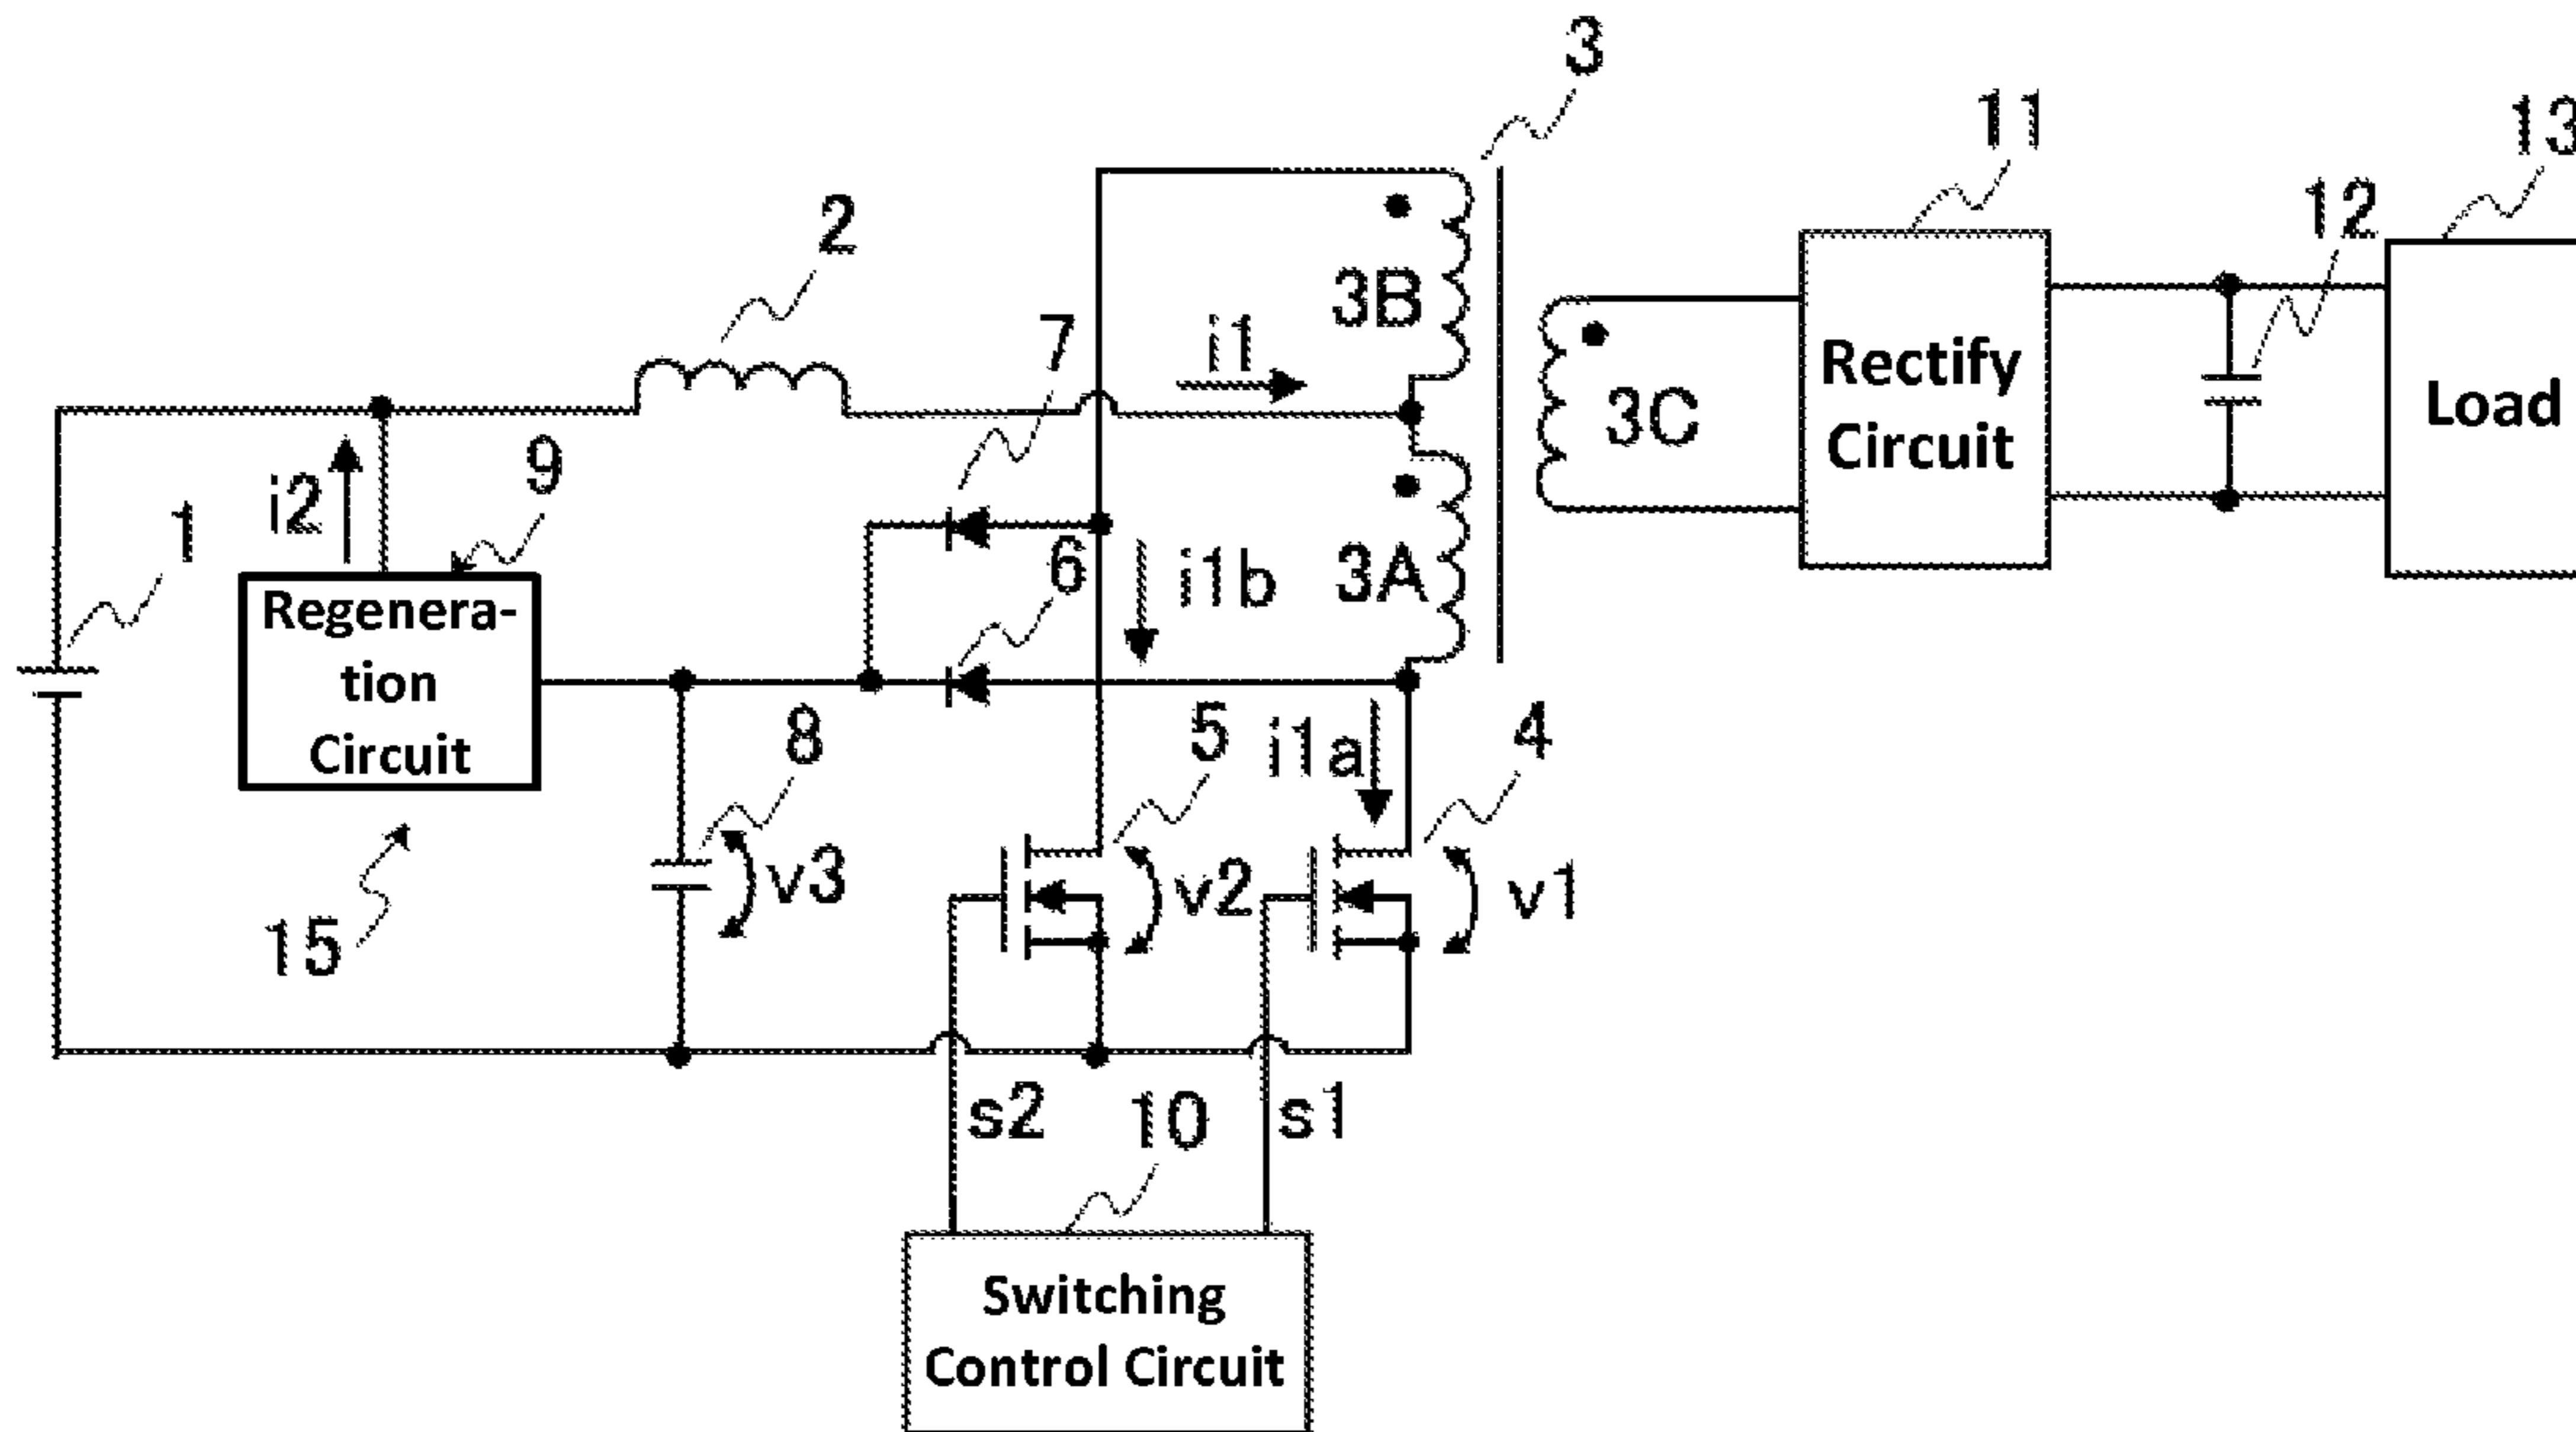 3
11
13
2
12
3B
7
i1
Rectify
Circuit
3C
Load
9
i2
1
6
i1b
3A
Regenera-
tion
Circuit
8
5
i1a
4
v3
v2
v1
15
s2
10
s1
Switching
Control Circuit